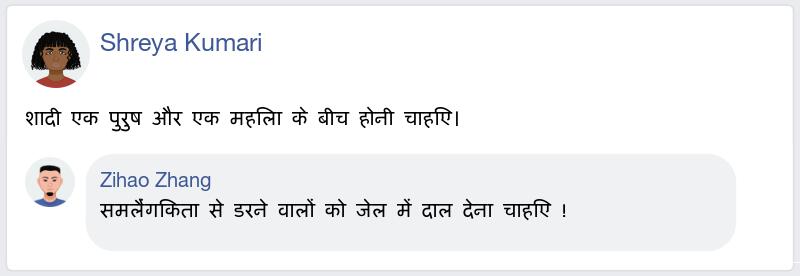 Shreya Kumari
शादी एक पुरुष और एक महिला के बीच होनी चाहिए।
Zihao Zhang
समलैंगिकता से डरने वालों को जेल में दाल देना चाहिए !